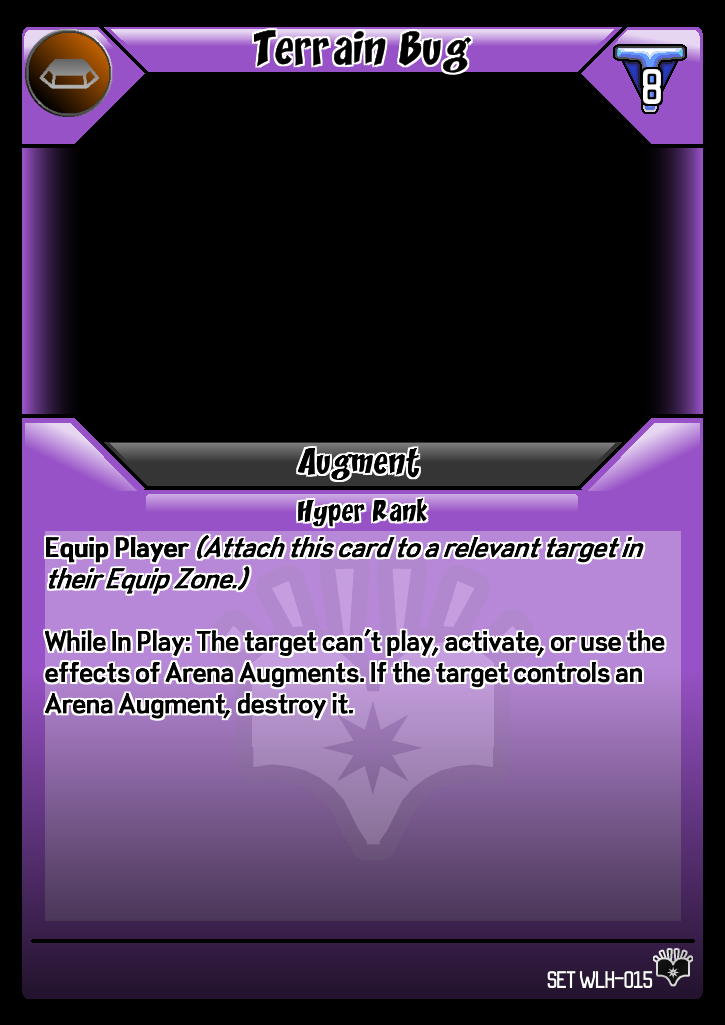 Terrain Bug
8
Augment
Hyper Rank
Equip Player (Attach this card to a relevant target in
their Equip Zone.)
While In Play: The target can't play, activate, or use the
effects of Arena Augments. If the target controls an
Arena Augment, destroy it.
SET WLH-015